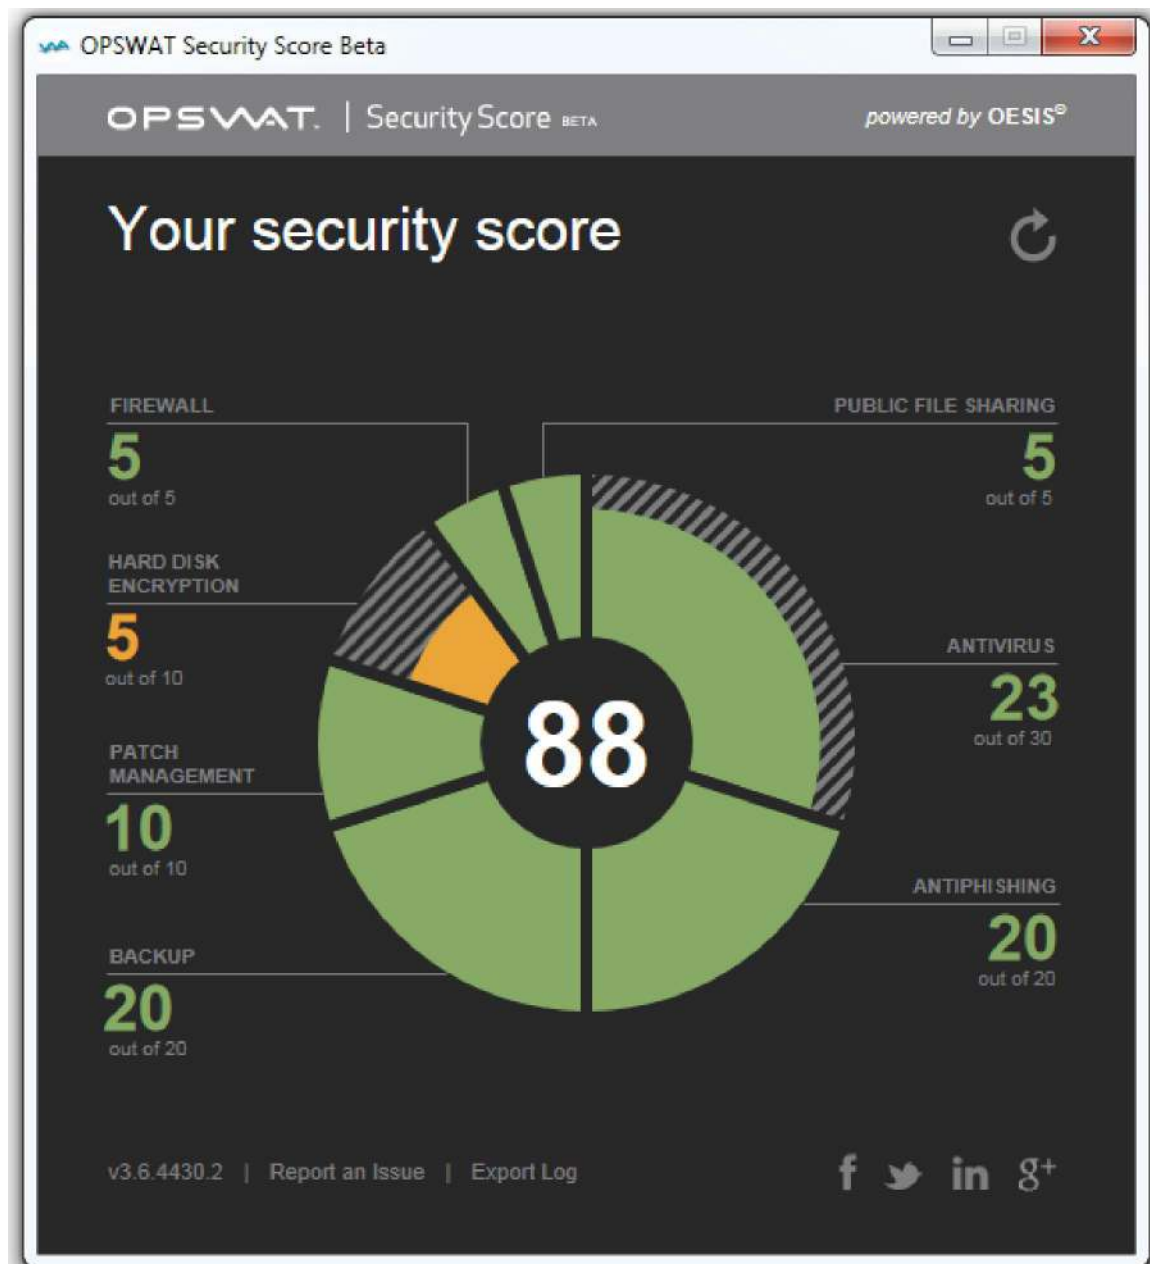 OPSWAT Security Score Beta
OPSWAT. | Security Score BETA
powered by OESIS®
Your security score
FIREWALL
5
out of 5
HARD DISK
ENCRYPTION
5
out of 10
PATCH
MANAGEMENT
10
out of 10
BACKUP
20
out of 20
88
PUBLIC FILE SHARING
5
out of 5
ANTIVIRUS
23
out of 30
ANTIPHISHING
20
out of 20
v3.6.4430.2 | Report an Issue | Export Log
f in g+